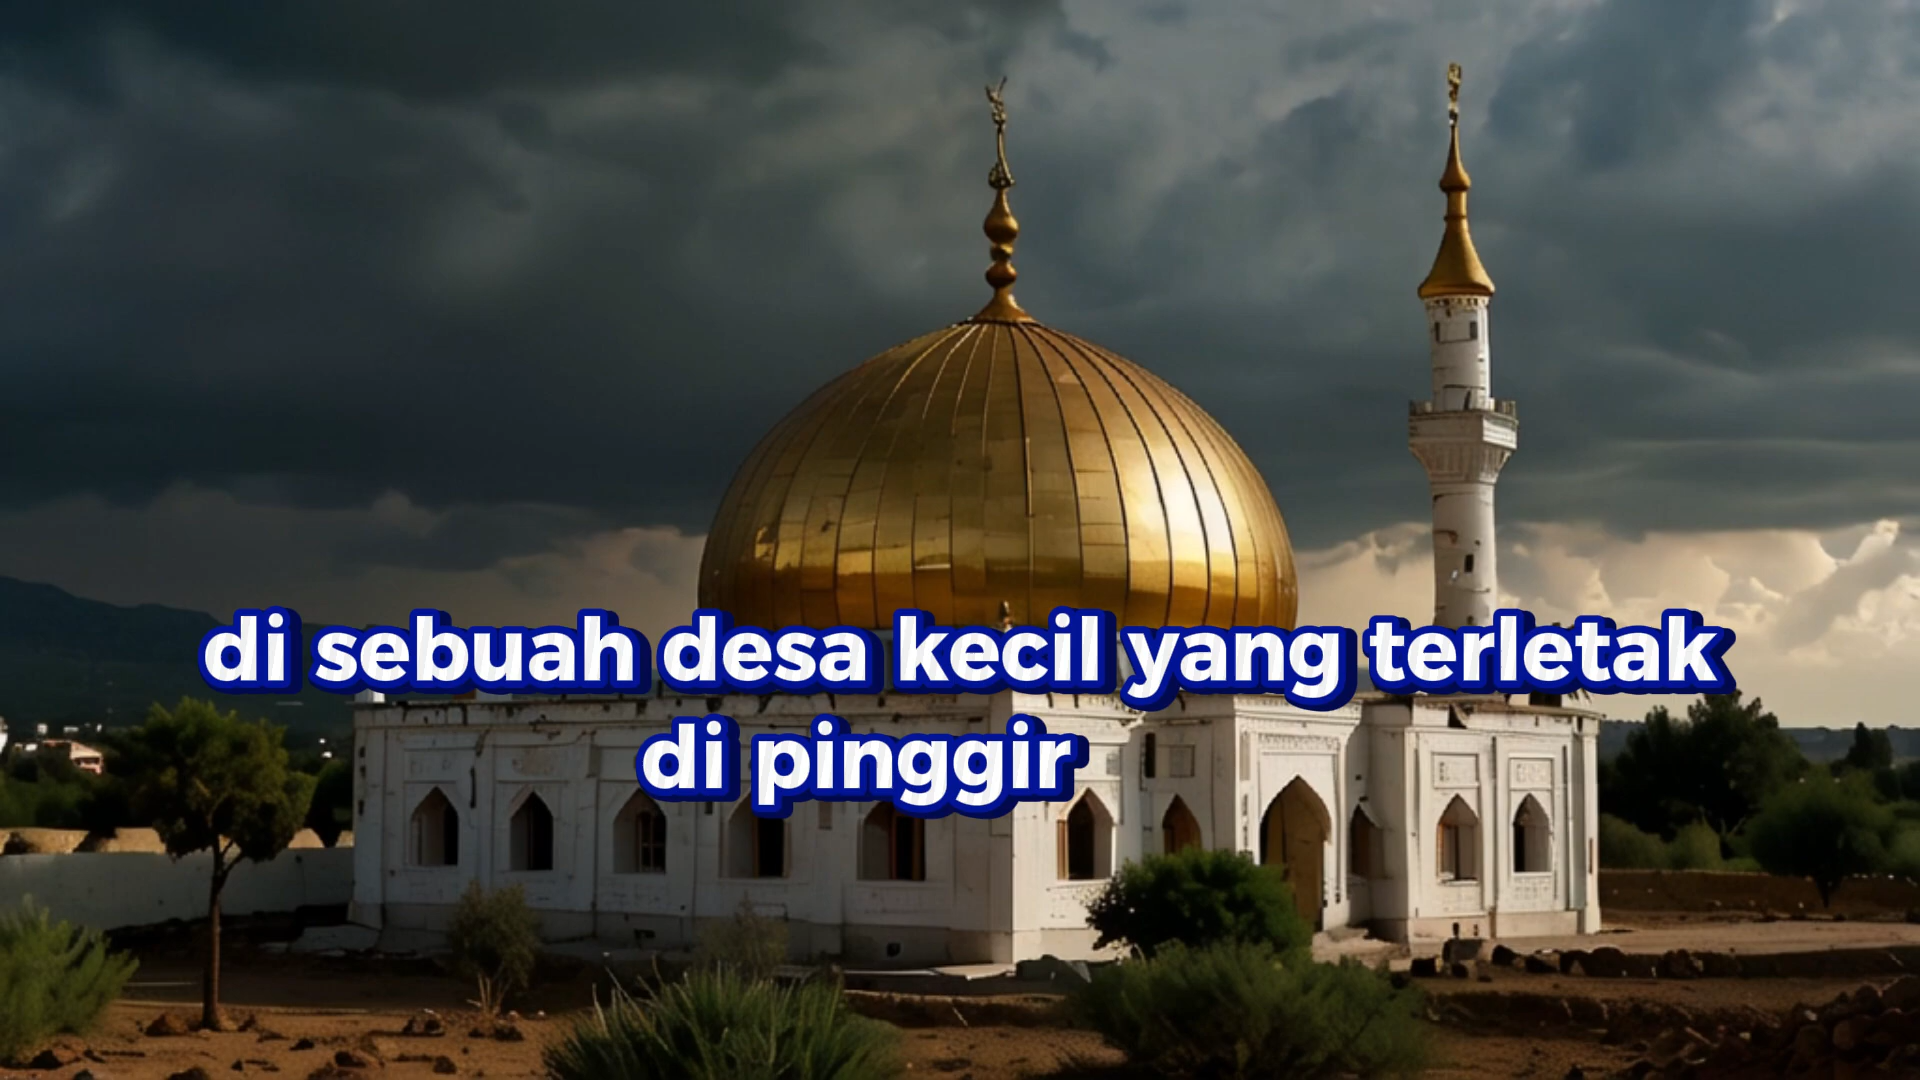 di sebuah desa kecil yang terletak
di pinggir